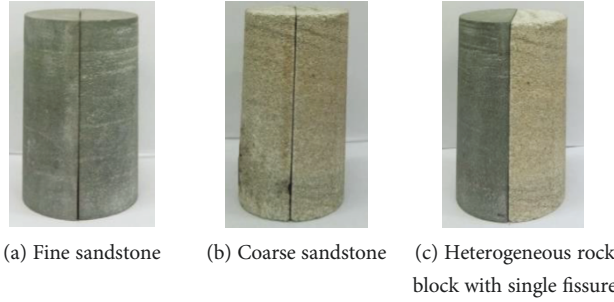 (a) Fine sandstone
(b) Coarse sandstone
(c) Heterogeneous rock
block with single fissure